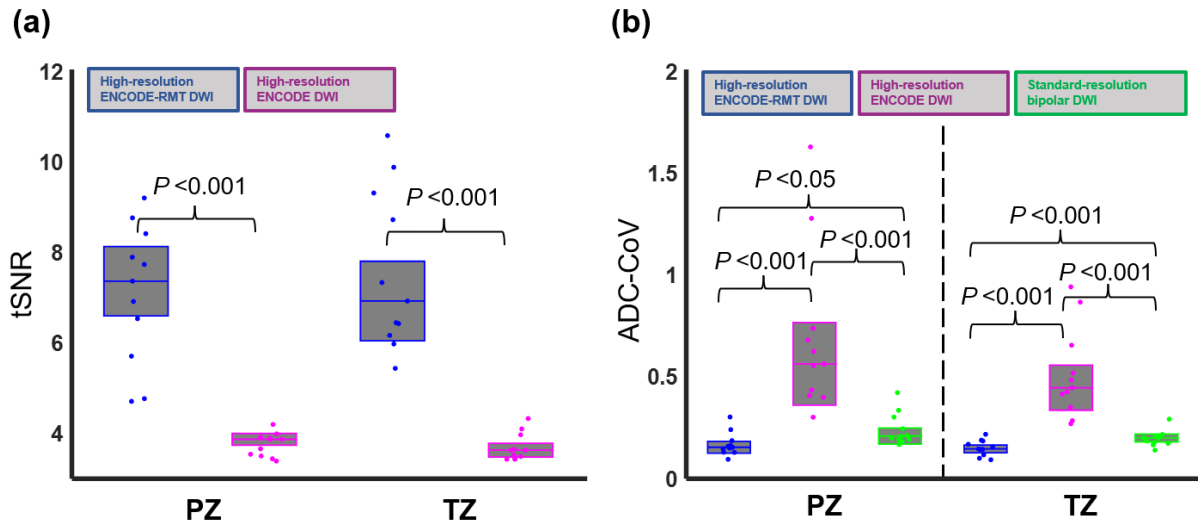 (a)
High-resolution
ENCODE-RMT DWI
High-resolution
ENCODE DWI
12
10
8
6
4
tSNR
P <0.001
P <0.001
PZ
TZ
(b)
High-resolution
ENCODE-RMT DWI
High-resolution
ENCODE DWI
Standard-resolution
bipolar DWI
2
1.5
1
0.5
0
ADC-CoV
P <0.05
P <0.001
P <0.001
P <0.001
P <0.001
P <0.001
PZ
TZ